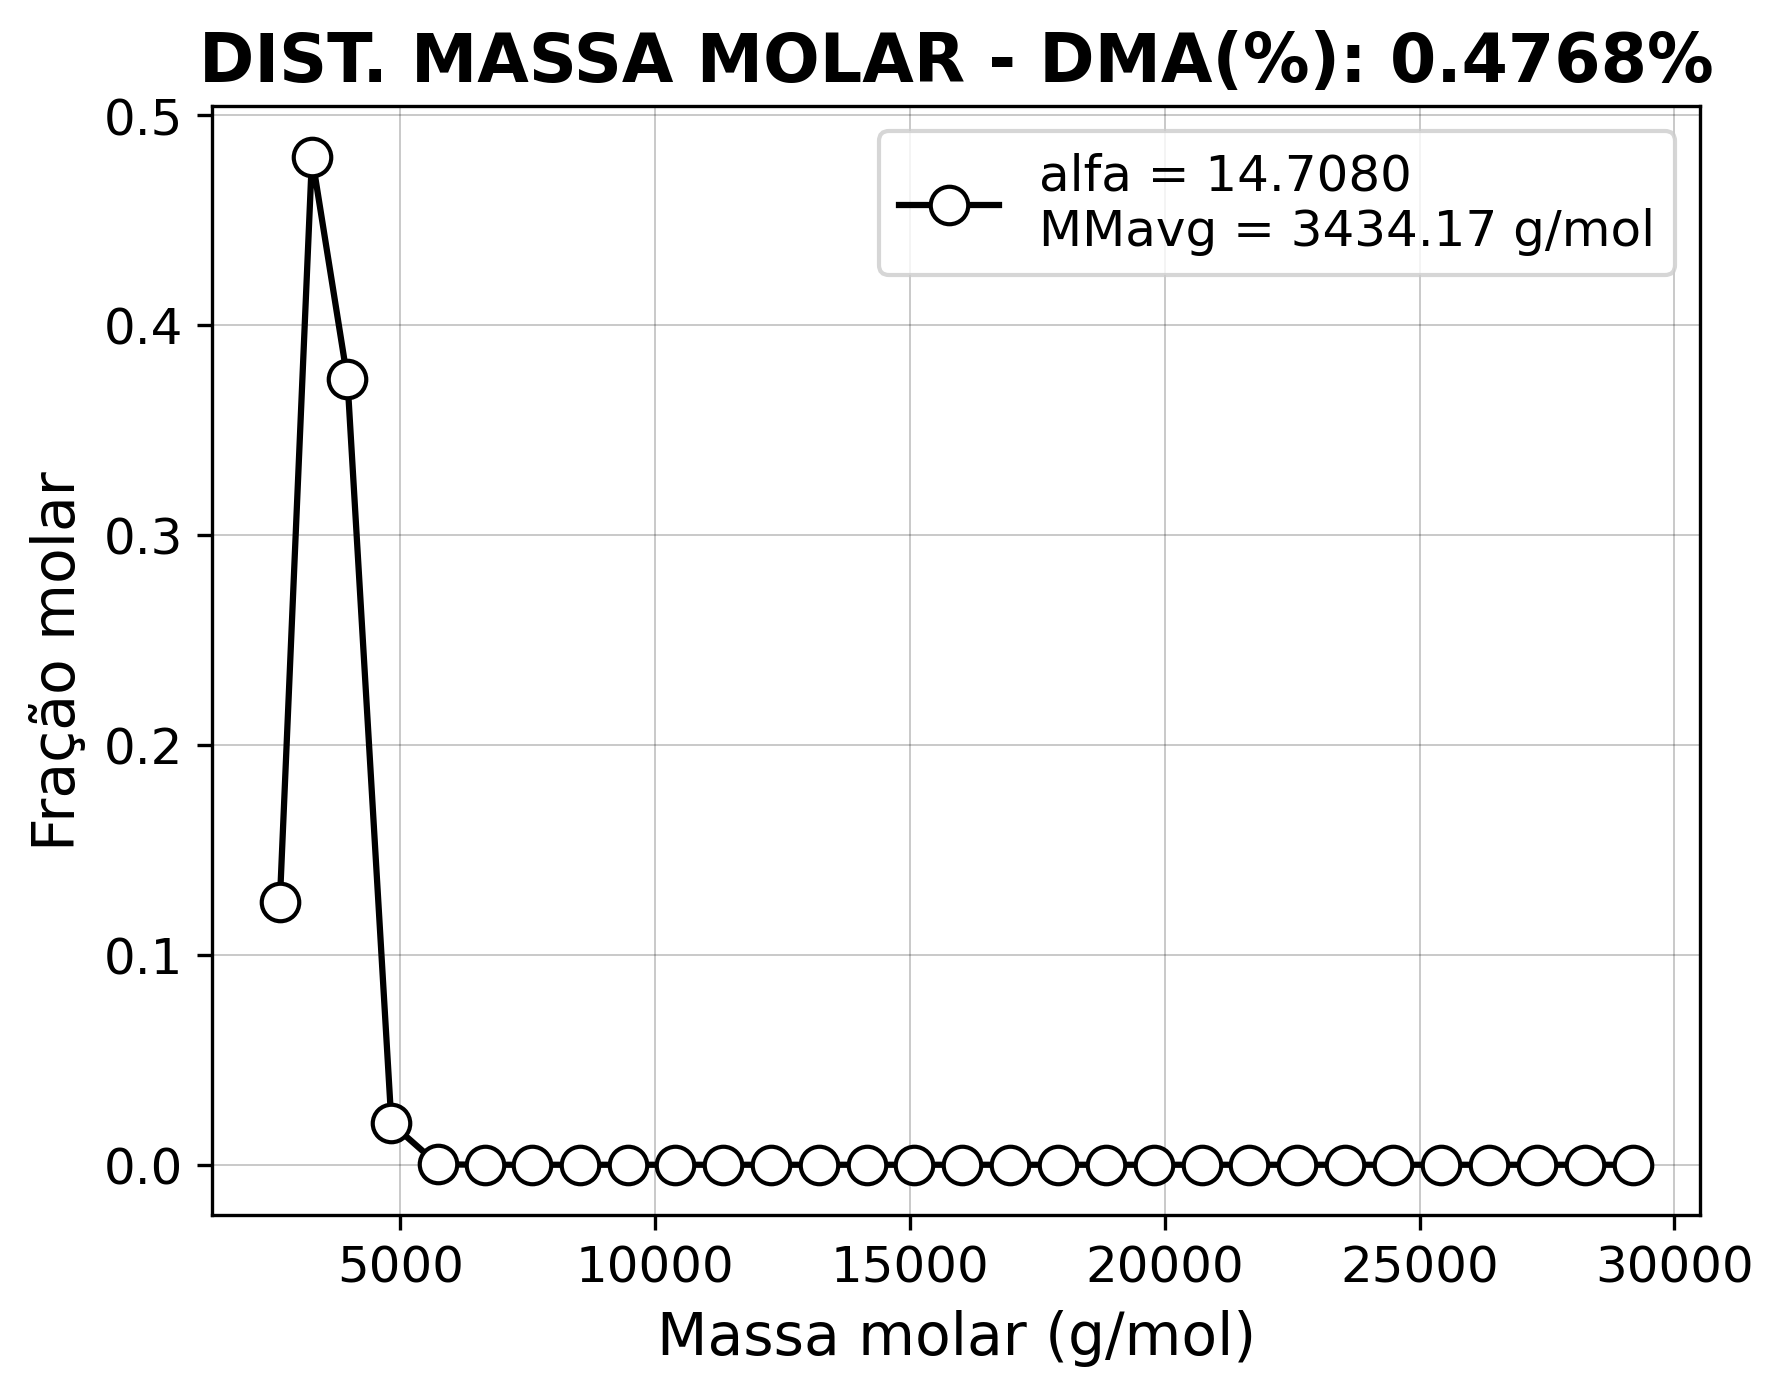 DIST. MASSA MOLAR - DMA(%): 0.4768%
alfa = 14.7080
MMavg = 3434.17 g/mol
Fração molar
0.5
0.4
0.3
0.2
0.1
0.0
5000 10000 15000 20000 25000 30000
Massa molar (g/mol)